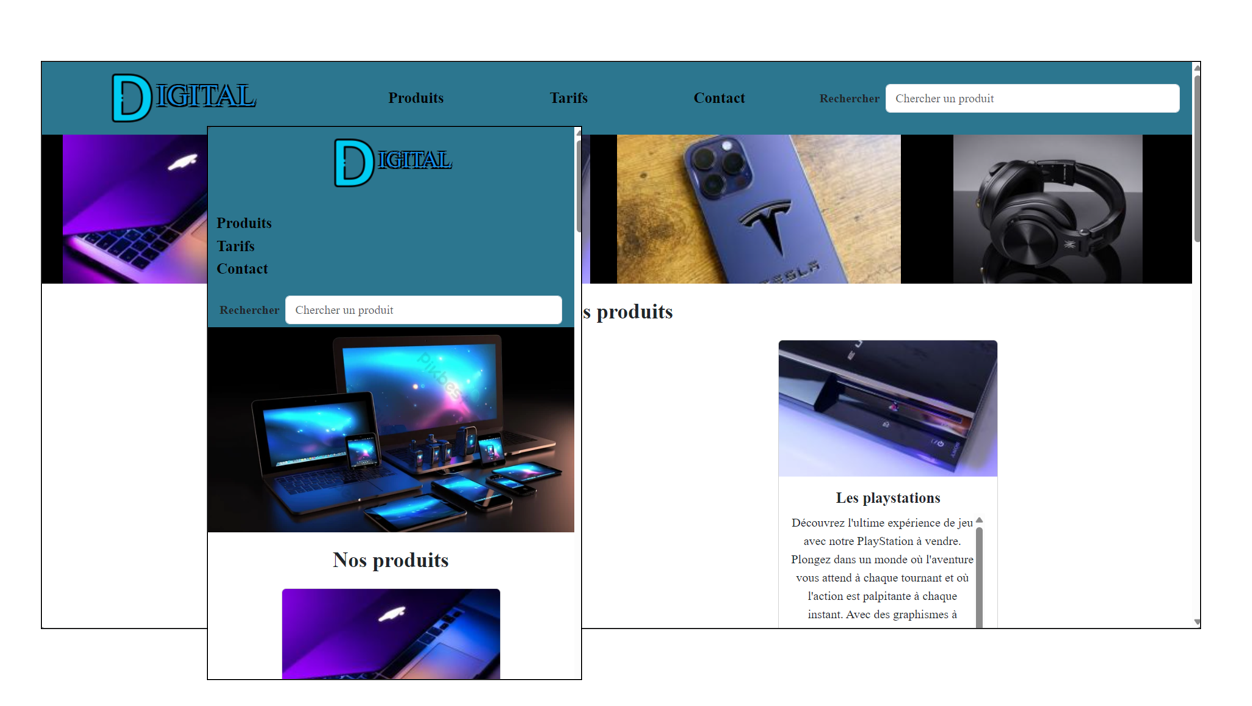 DIGITAL
Produits
Tarifs
Contact
Rechercher
Chercher un produit
TESLA
s produits
Les playstations
Découvrez l'ultime expérience de jeu
avec notre PlayStation à vendre.
Plongez dans un monde où l'aventure
vous attend à chaque tournant et où
l'action est palpitante à chaque
instant. Avec des graphismes à
DIGITAL
Produits
Tarifs
Contact
Rechercher
Chercher un produit
Pikbest
Nos produits